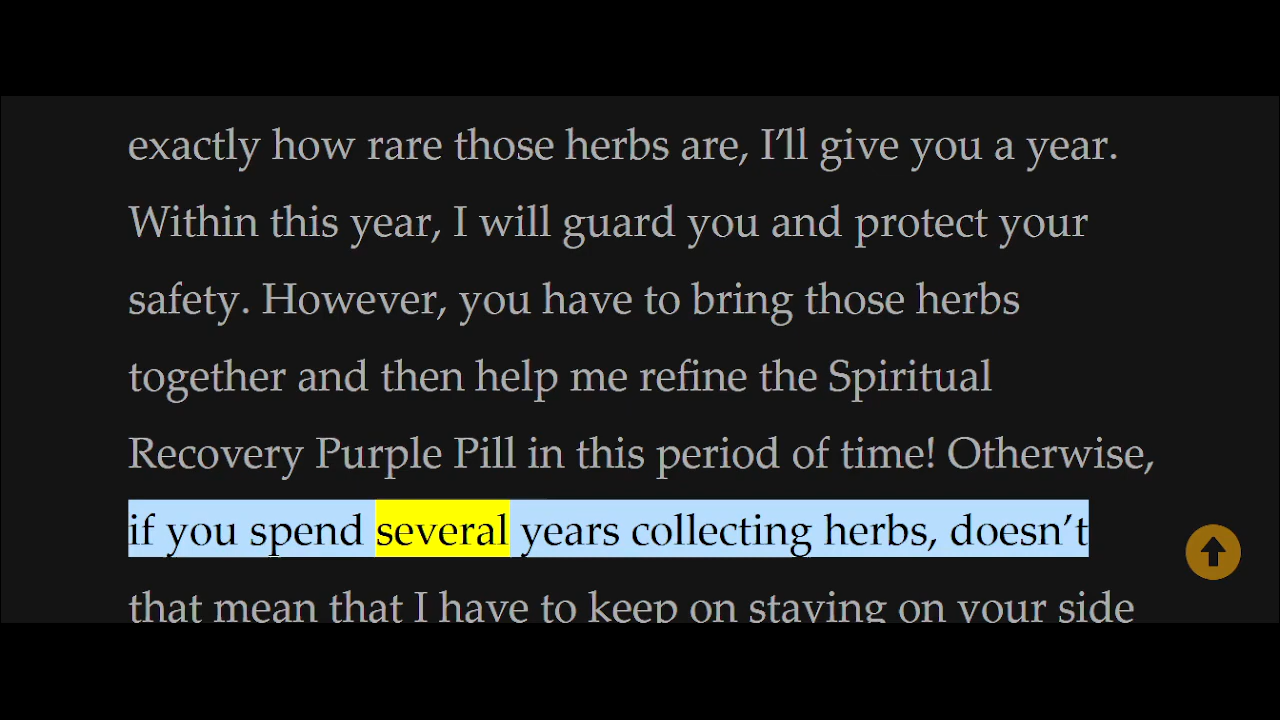 exactly how rare those herbs are, I’ll give you a year.
Within this year, I will guard you and protect your
safety. However, you have to bring those herbs
together and then help me refine the Spiritual
Recovery Purple Pill in this period of time! Otherwise,
if you spend several years collecting herbs, doesn’t
that mean that I have to keep on staying on your side